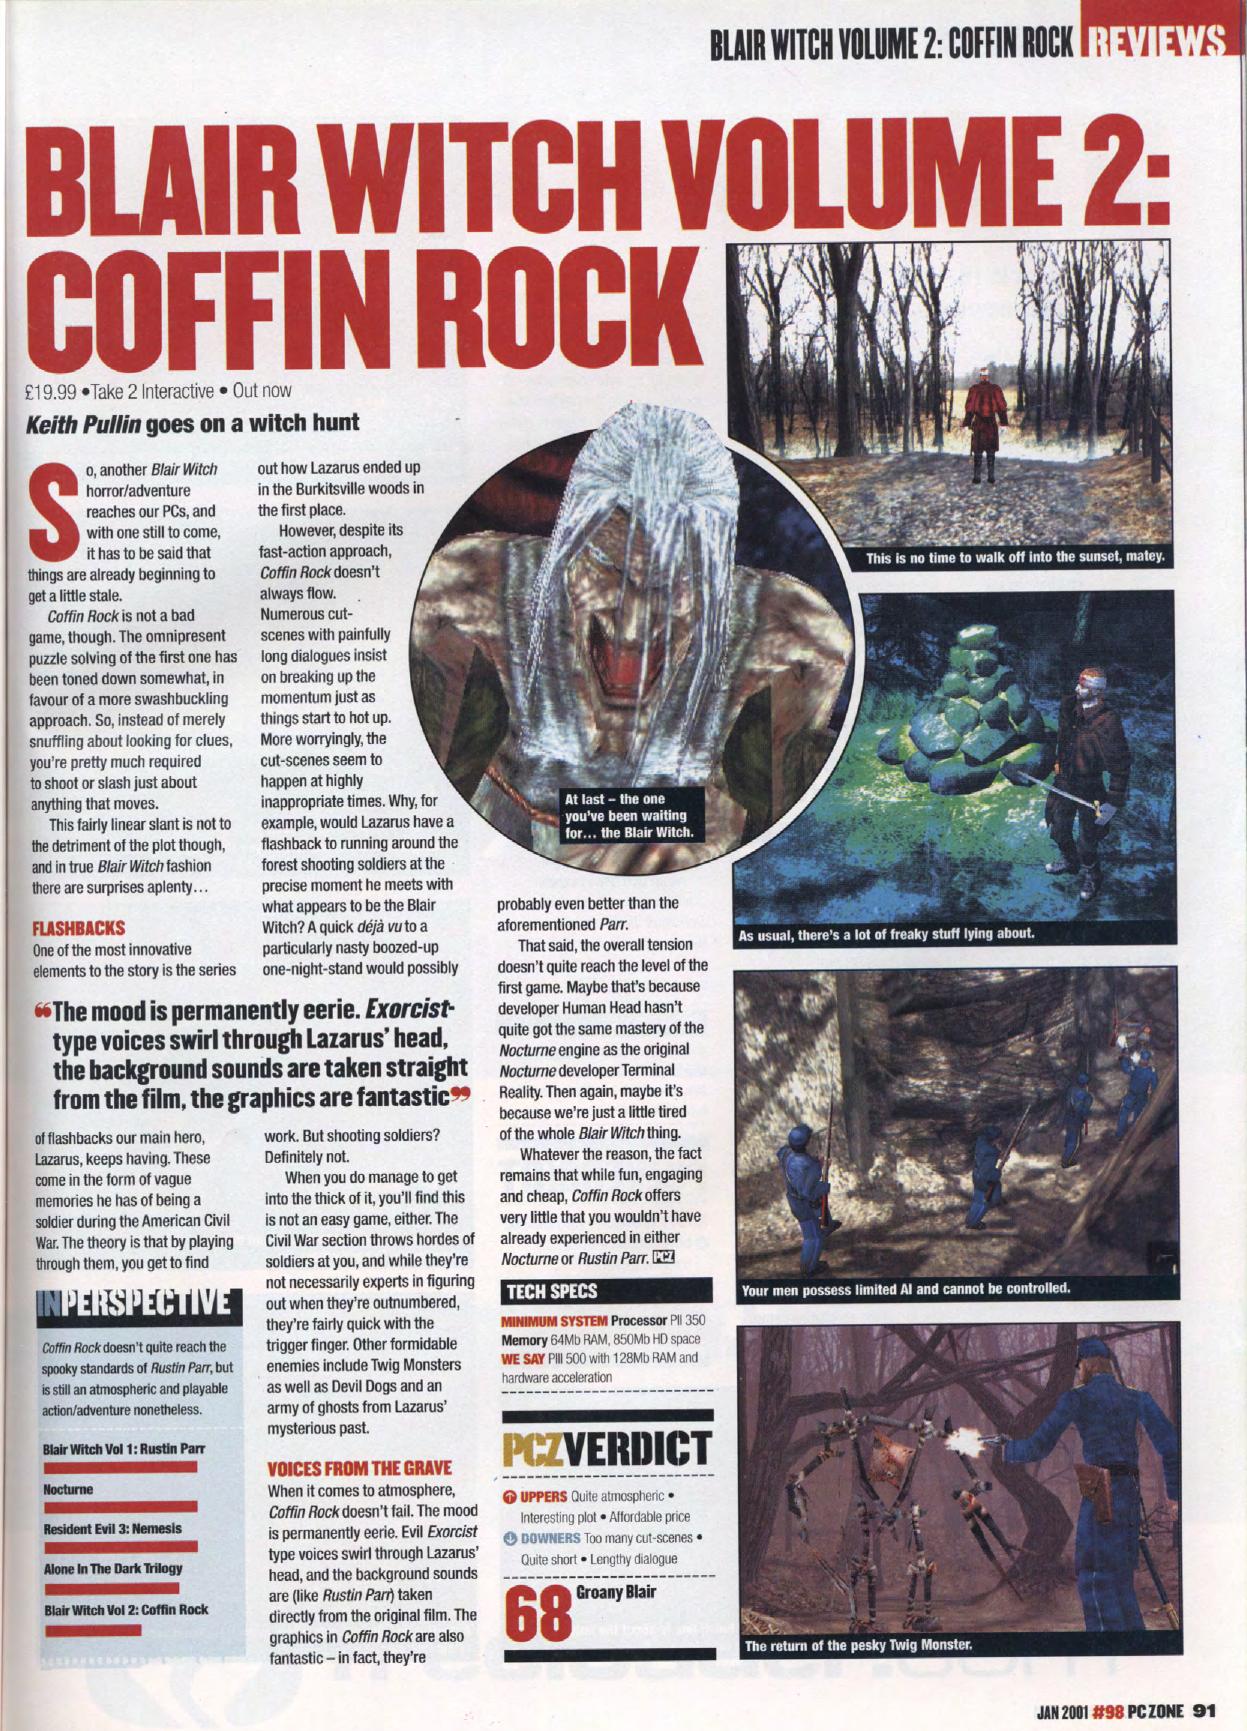 BLAIR WITCH VOLUME 2: COFFIN ROCK REVIEWS
BLAIR WITCH VOLUME 2:
COFFIN ROCK
£19.99 • Take 2 Interactive • Out now
Keith Pullin goes on a witch hunt
So, another Blair Witch
horror/adventure
reaches our PCs, and
with one still to come,
it has to be said that
things are already beginning to
get a little stale.
Coffin Rock is not a bad
game, though. The omnipresent
puzzle solving of the first one has
been toned down somewhat, in
favour of a more swashbuckling
approach. So, instead of merely
snuffling about looking for clues,
you're pretty much required
to shoot or slash just about
anything that moves.
This fairly linear slant is not to
the detriment of the plot though,
and in true Blair Witch fashion
there are surprises aplenty...
FLASHBACKS
One of the most innovative
elements to the story is the series
of flashbacks our main hero,
Lazarus, keeps having. These
come in the form of vague
memories he has of being a
soldier during the American Civil
War. The theory is that by playing
through them, you get to find
out how Lazarus ended up
in the Burkitsville woods in
the first place.
However, despite its
fast-action approach,
Coffin Rock doesn't
always flow.
Numerous cut-
scenes with painfully
long dialogues insist
on breaking up the
momentum just as
things start to hot up.
More worryingly, the
cut-scenes seem to
happen at highly
inappropriate times. Why, for
example, would Lazarus have a
flashback to running around the
forest shooting soldiers at the
precise moment he meets with
what appears to be the Blair
Witch? A quick déjà vu to a
particularly nasty boozed-up
one-night-stand would possibly
work. But shooting soldiers?
Definitely not.
When you do manage to get
into the thick of it, you'll find this
is not an easy game, either. The
Civil War section throws hordes of
soldiers at you, and while they're
not necessarily experts in figuring
out when they're outnumbered,
they're fairly quick with the
trigger finger. Other formidable
enemies include Twig Monsters
as well as Devil Dogs and an
army of ghosts from Lazarus'
mysterious past.
VOICES FROM THE GRAVE
When it comes to atmosphere,
Coffin Rock doesn't fail. The mood
is permanently eerie. Evil Exorcist
type voices swirl through Lazarus'
head, and the background sounds
are (like Rustin Parr) taken
directly from the original film. The
graphics in Coffin Rock are also
fantastic – in fact, they're
probably even better than the
aforementioned Parr.
That said, the overall tension
doesn't quite reach the level of the
first game. Maybe that's because
developer Human Head hasn't
quite got the same mastery of the
Nocturne engine as the original
Nocturne developer Terminal
Reality. Then again, maybe it's
because we're just a little tired
of the whole Blair Witch thing.
Whatever the reason, the fact
remains that while fun, engaging
and cheap, Coffin Rock offers
very little that you wouldn't have
already experienced in either
Nocturne or Rustin Parr. PCZ
“The mood is permanently eerie. Exorcist-
type voices swirl through Lazarus' head,
the background sounds are taken straight
from the film, the graphics are fantastic”
INPERSPECTIVE
Coffin Rock doesn't quite reach the
spooky standards of Rustin Parr, but
is still an atmospheric and playable
action/adventure nonetheless.
Blair Witch Vol 1: Rustin Parr
Nocturne
Resident Evil 3: Nemesis
Alone In The Dark Trilogy
Blair Witch Vol 2: Coffin Rock
TECH SPECS
MINIMUM SYSTEM Processor PII 350
Memory 64Mb RAM, 850Mb HD space
WE SAY PIII 500 with 128Mb RAM and
hardware acceleration
PCZVERDICT
UPPERS Quite atmospheric •
Interesting plot • Affordable price
DOWNERS Too many cut-scenes •
Quite short • Lengthy dialogue
68 Groany Blair
At last – the one
you've been waiting
for... the Blair Witch.
This is no time to walk off into the sunset, matey.
As usual, there's a lot of freaky stuff lying about.
Your men possess limited AI and cannot be controlled.
The return of the pesky Twig Monster.
JAN 2001 #98 PC ZONE 91